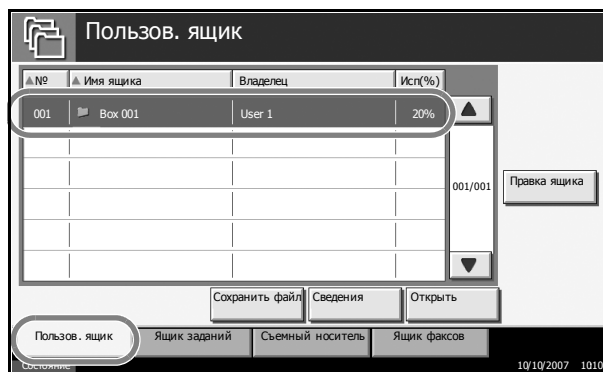 Пользов. ящик
▲№ ▲ Имя ящика Владелец Исп(%)
001 Box 001 User 1 20%
001/001
Правка ящика
Сохранить файл Сведения Открыть
Пользов. ящик Ящик заданий Съемный носитель Ящик факсов
Состояние 10/10/2007 1010